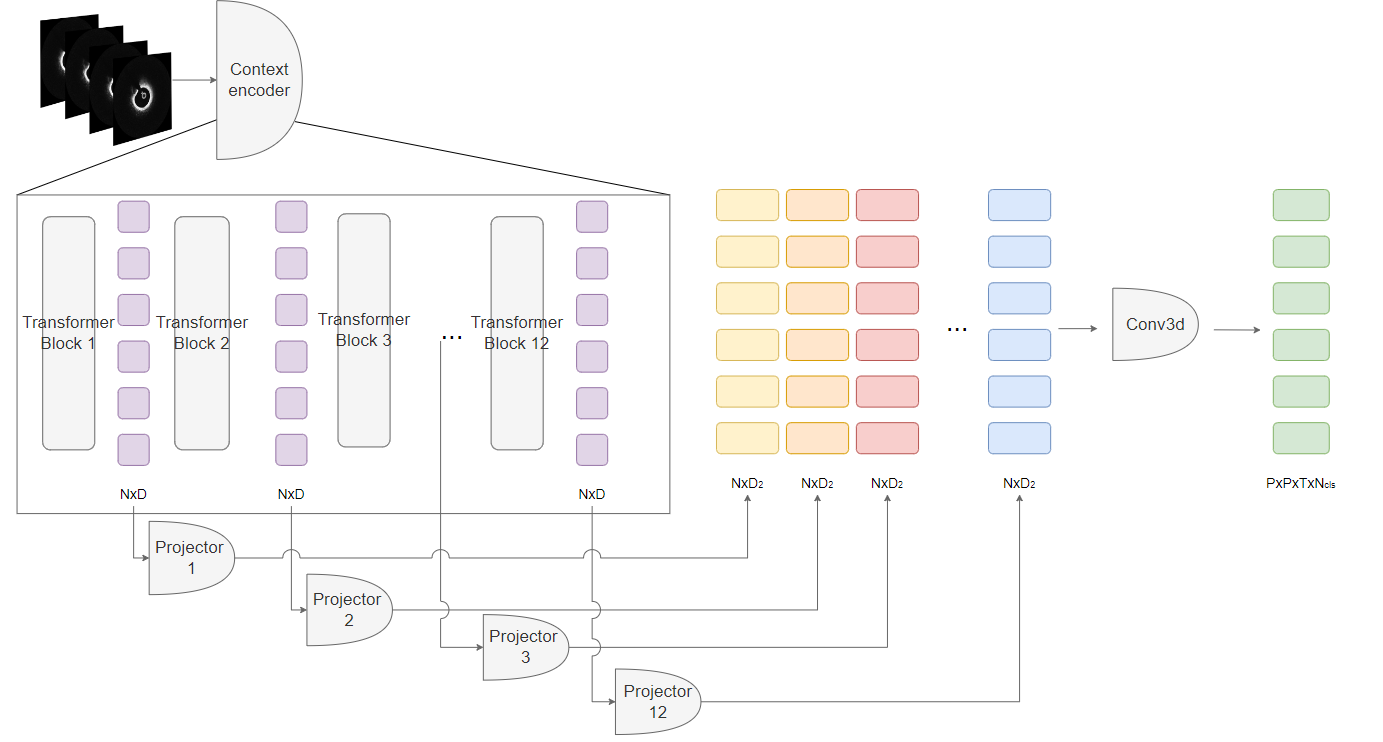 Context
encoder
Transformer
Block 1
Transformer
Block 2
Transformer
Block 3
...
Transformer
Block 12
NxD
NxD
NxD
Projector
1
Projector
2
Projector
3
Projector
12
...
NxD2
NxD2
NxD2
NxD2
Conv3d
PxPxTxNcls